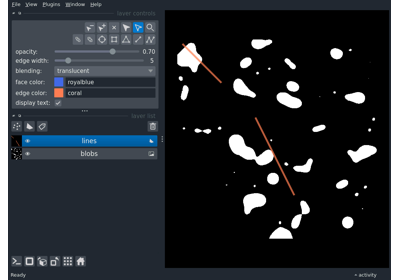 File View Plugins Window Help
layer controls
opacity: 0.70
edge width: 5
blending: translucent
face color: royalblue
edge color: coral
display text:
layer list
lines
blobs
Ready
activity